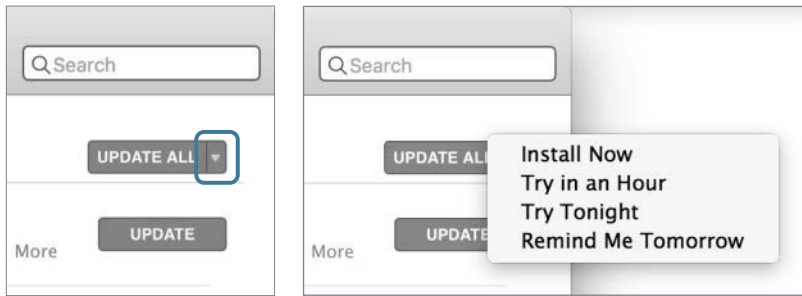 Search
UPDATE ALL
UPDATE
More
Search
UPDATE AL
Install Now
Try in an Hour
Try Tonight
Remind Me Tomorrow
UPDATE
More